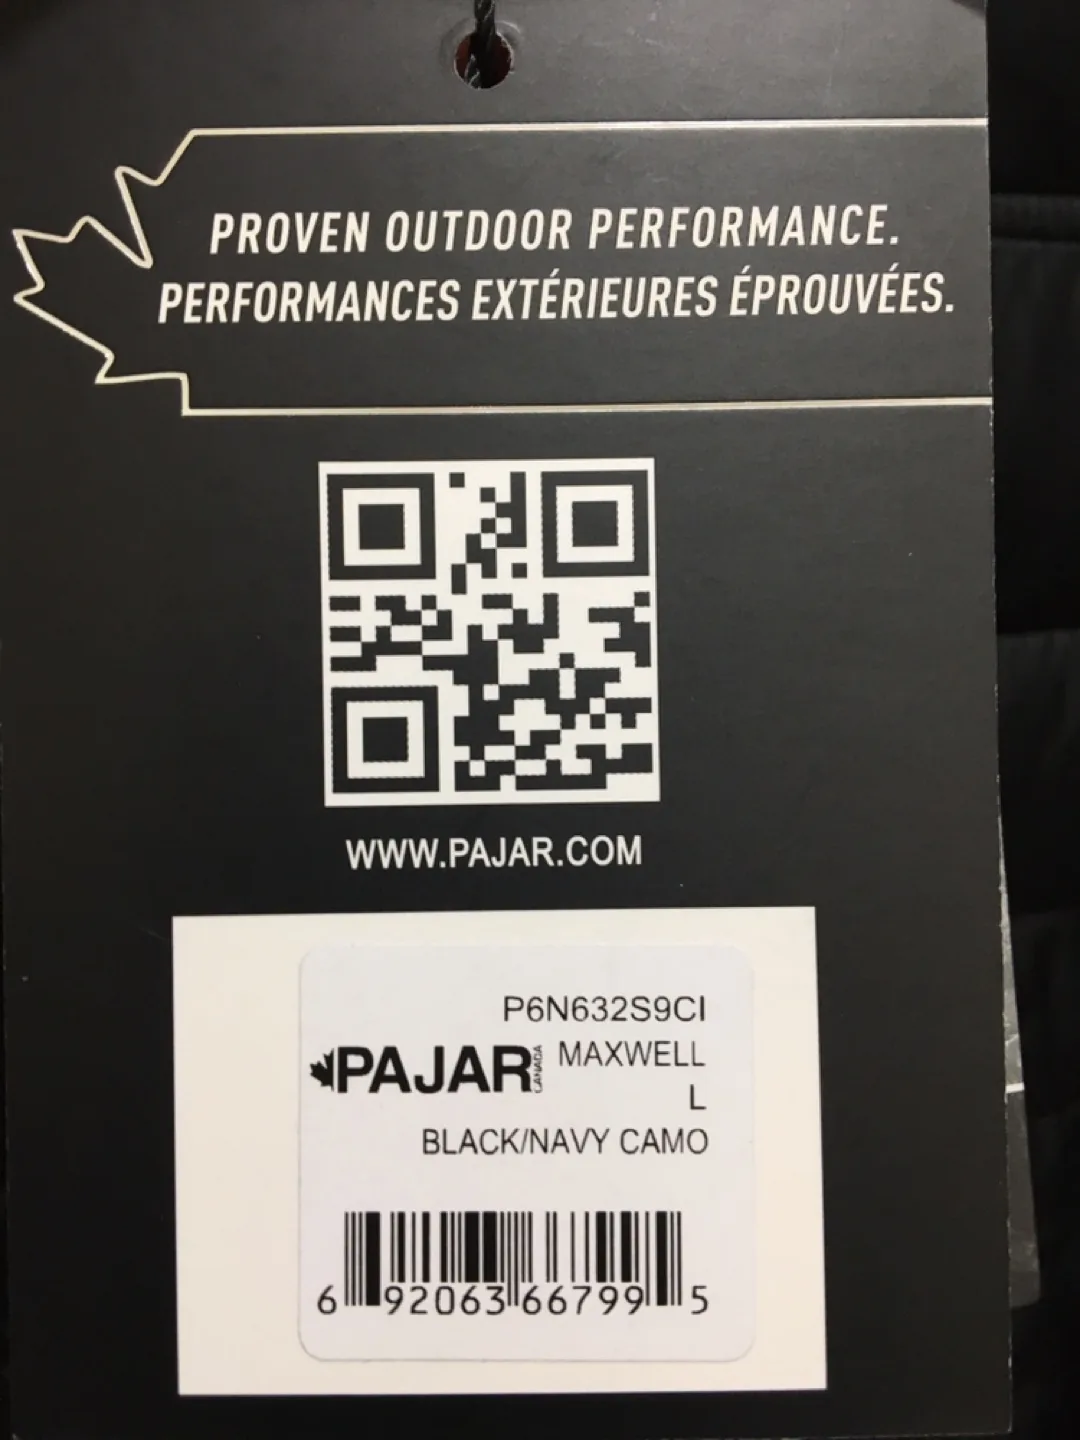 PROVEN OUTDOOR PERFORMANCE.
PERFORMANCES EXTÉRIEURES ÉPROUVÉES.
WWW.PAJAR.COM
P6N632S9CI
PAJAR CANADA MAXWELL
L
BLACK/NAVY CAMO
6 92063 66799 5